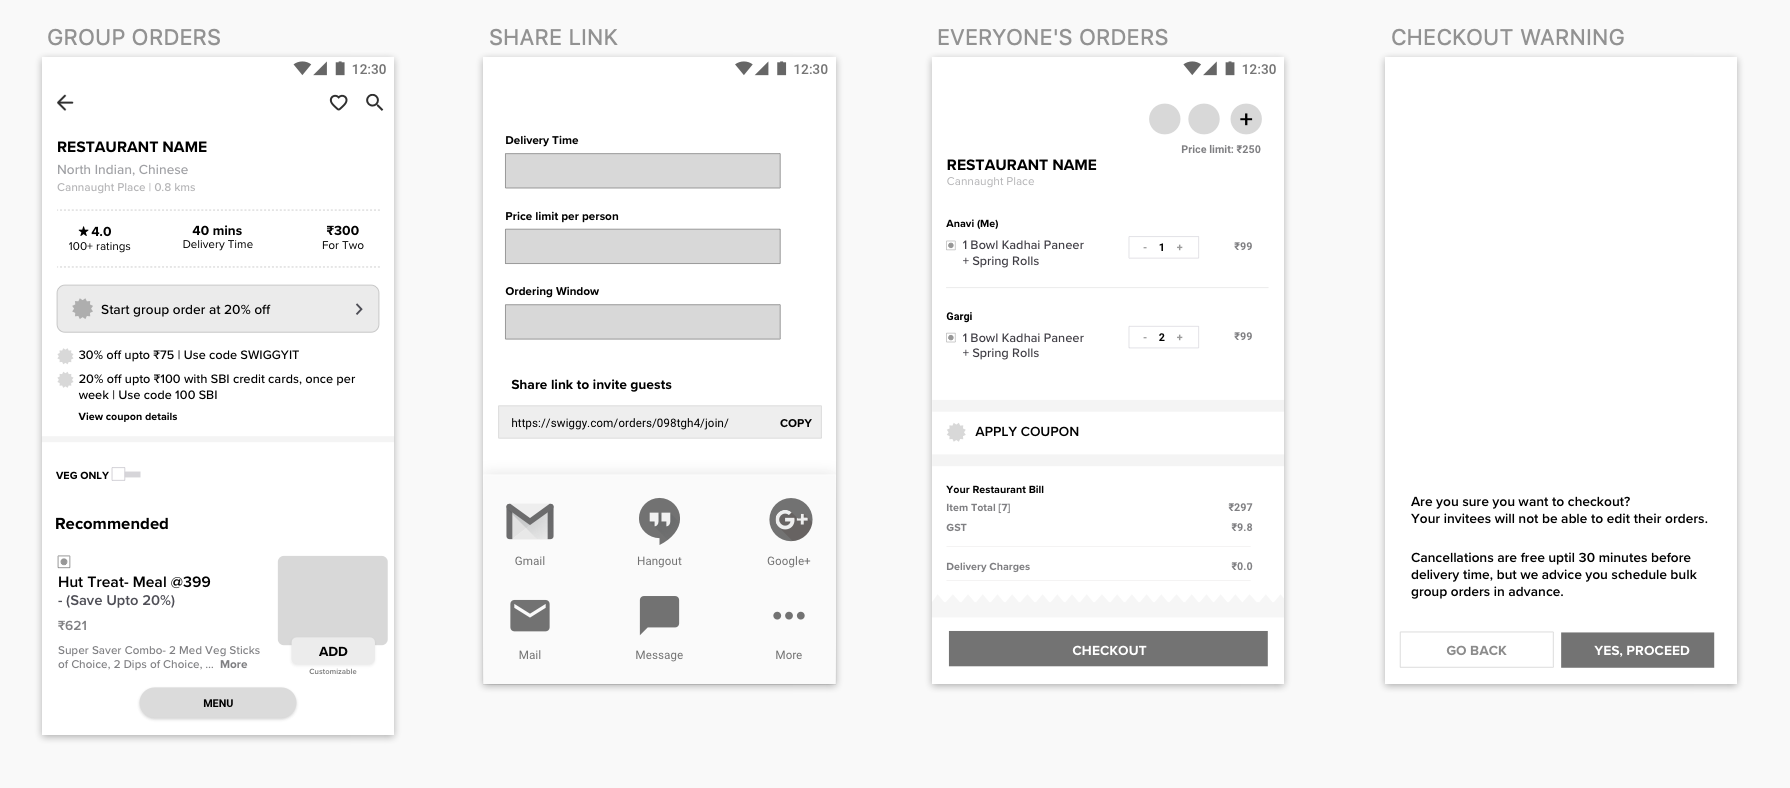 GROUP ORDERS
12:30
RESTAURANT NAME
North Indian, Chinese
Cannaught Place | 0.8 kms
★ 4.0
100+ ratings
40 mins
Delivery Time
₹300
For Two
Start group order at 20% off
30% off upto ₹75 | Use code SWIGGYIT
20% off upto ₹100 with SBI credit cards, once per
week | Use code 100 SBI
View coupon details
VEG ONLY
Recommended
Hut Treat- Meal @399
- (Save Upto 20%)
₹621
Super Saver Combo- 2 Med Veg Sticks
of Choice, 2 Dips of Choice, ... More
ADD
Customizable
MENU
SHARE LINK
12:30
Delivery Time
Price limit per person
Ordering Window
Share link to invite guests
https://swiggy.com/orders/098tgh4/join/ COPY
Gmail
Hangout
G+
Google+
Mail
Message
More
EVERYONE'S ORDERS
12:30
+
Price limit: ₹250
RESTAURANT NAME
Cannaught Place
Anavi (Me)
1 Bowl Kadhai Paneer - 1 + ₹99
+ Spring Rolls
Gargi
1 Bowl Kadhai Paneer - 2 + ₹99
+ Spring Rolls
APPLY COUPON
Your Restaurant Bill
Item Total [7] ₹297
GST ₹9.8
Delivery Charges ₹0.0
CHECKOUT
CHECKOUT WARNING
Are you sure you want to checkout?
Your invitees will not be able to edit their orders.
Cancellations are free uptil 30 minutes before
delivery time, but we advice you schedule bulk
group orders in advance.
GO BACK
YES, PROCEED